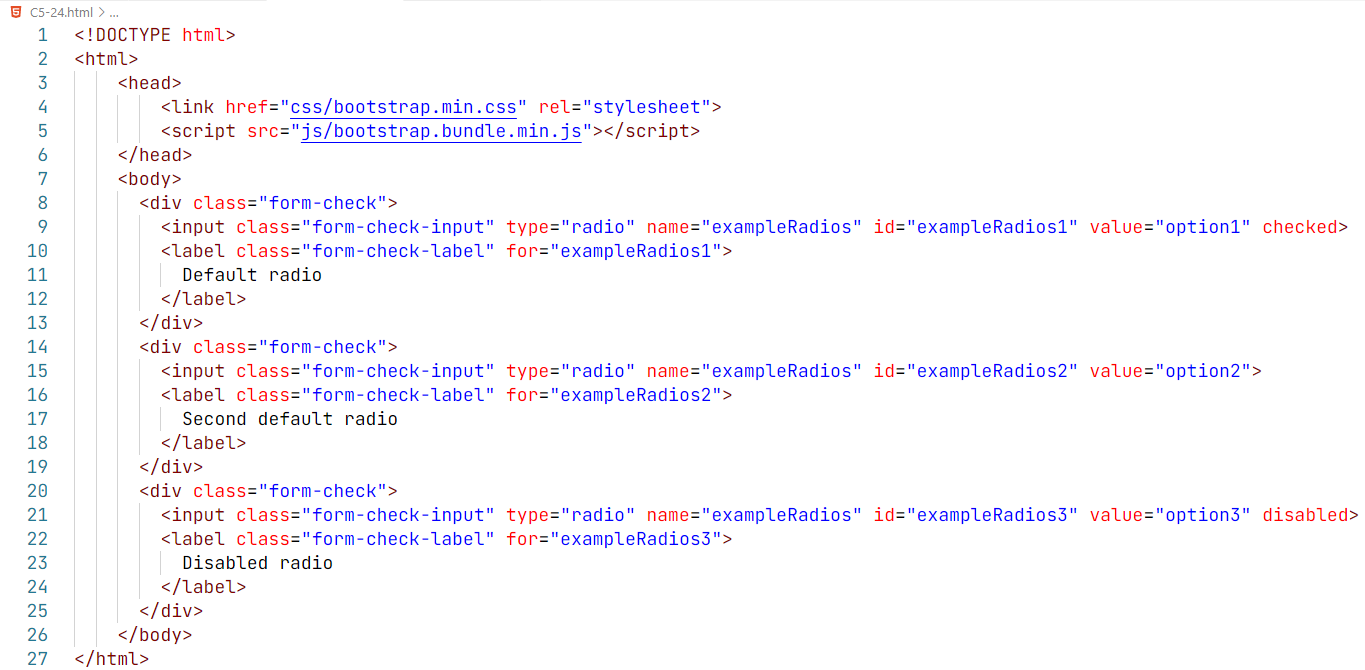 C5-24.html > ...
1 <!DOCTYPE html>
2 <html>
3     <head>
4         <link href="css/bootstrap.min.css" rel="stylesheet">
5         <script src="js/bootstrap.bundle.min.js"></script>
6     </head>
7     <body>
8       <div class="form-check">
9         <input class="form-check-input" type="radio" name="exampleRadios" id="exampleRadios1" value="option1" checked>
10         <label class="form-check-label" for="exampleRadios1">
11           Default radio
12         </label>
13       </div>
14       <div class="form-check">
15         <input class="form-check-input" type="radio" name="exampleRadios" id="exampleRadios2" value="option2">
16         <label class="form-check-label" for="exampleRadios2">
17           Second default radio
18         </label>
19       </div>
20       <div class="form-check">
21         <input class="form-check-input" type="radio" name="exampleRadios" id="exampleRadios3" value="option3" disabled>
22         <label class="form-check-label" for="exampleRadios3">
23           Disabled radio
24         </label>
25       </div>
26     </body>
27 </html>